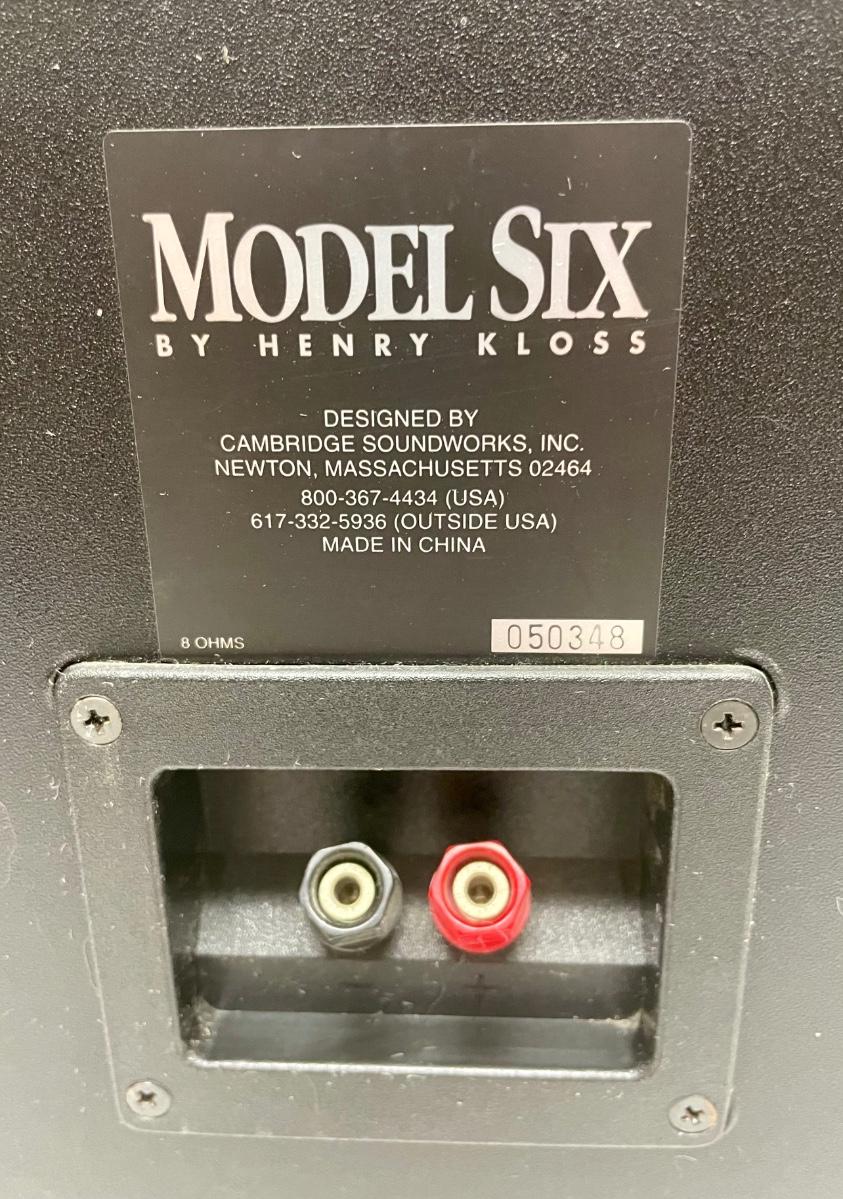 MODEL SIX
BY HENRY KLOSS
DESIGNED BY
CAMBRIDGE SOUNDWORKS, INC.
NEWTON, MASSACHUSETTS 02464
800-367-4434 (USA)
617-332-5936 (OUTSIDE USA)
MADE IN CHINA
8 OHMS 050348
- +